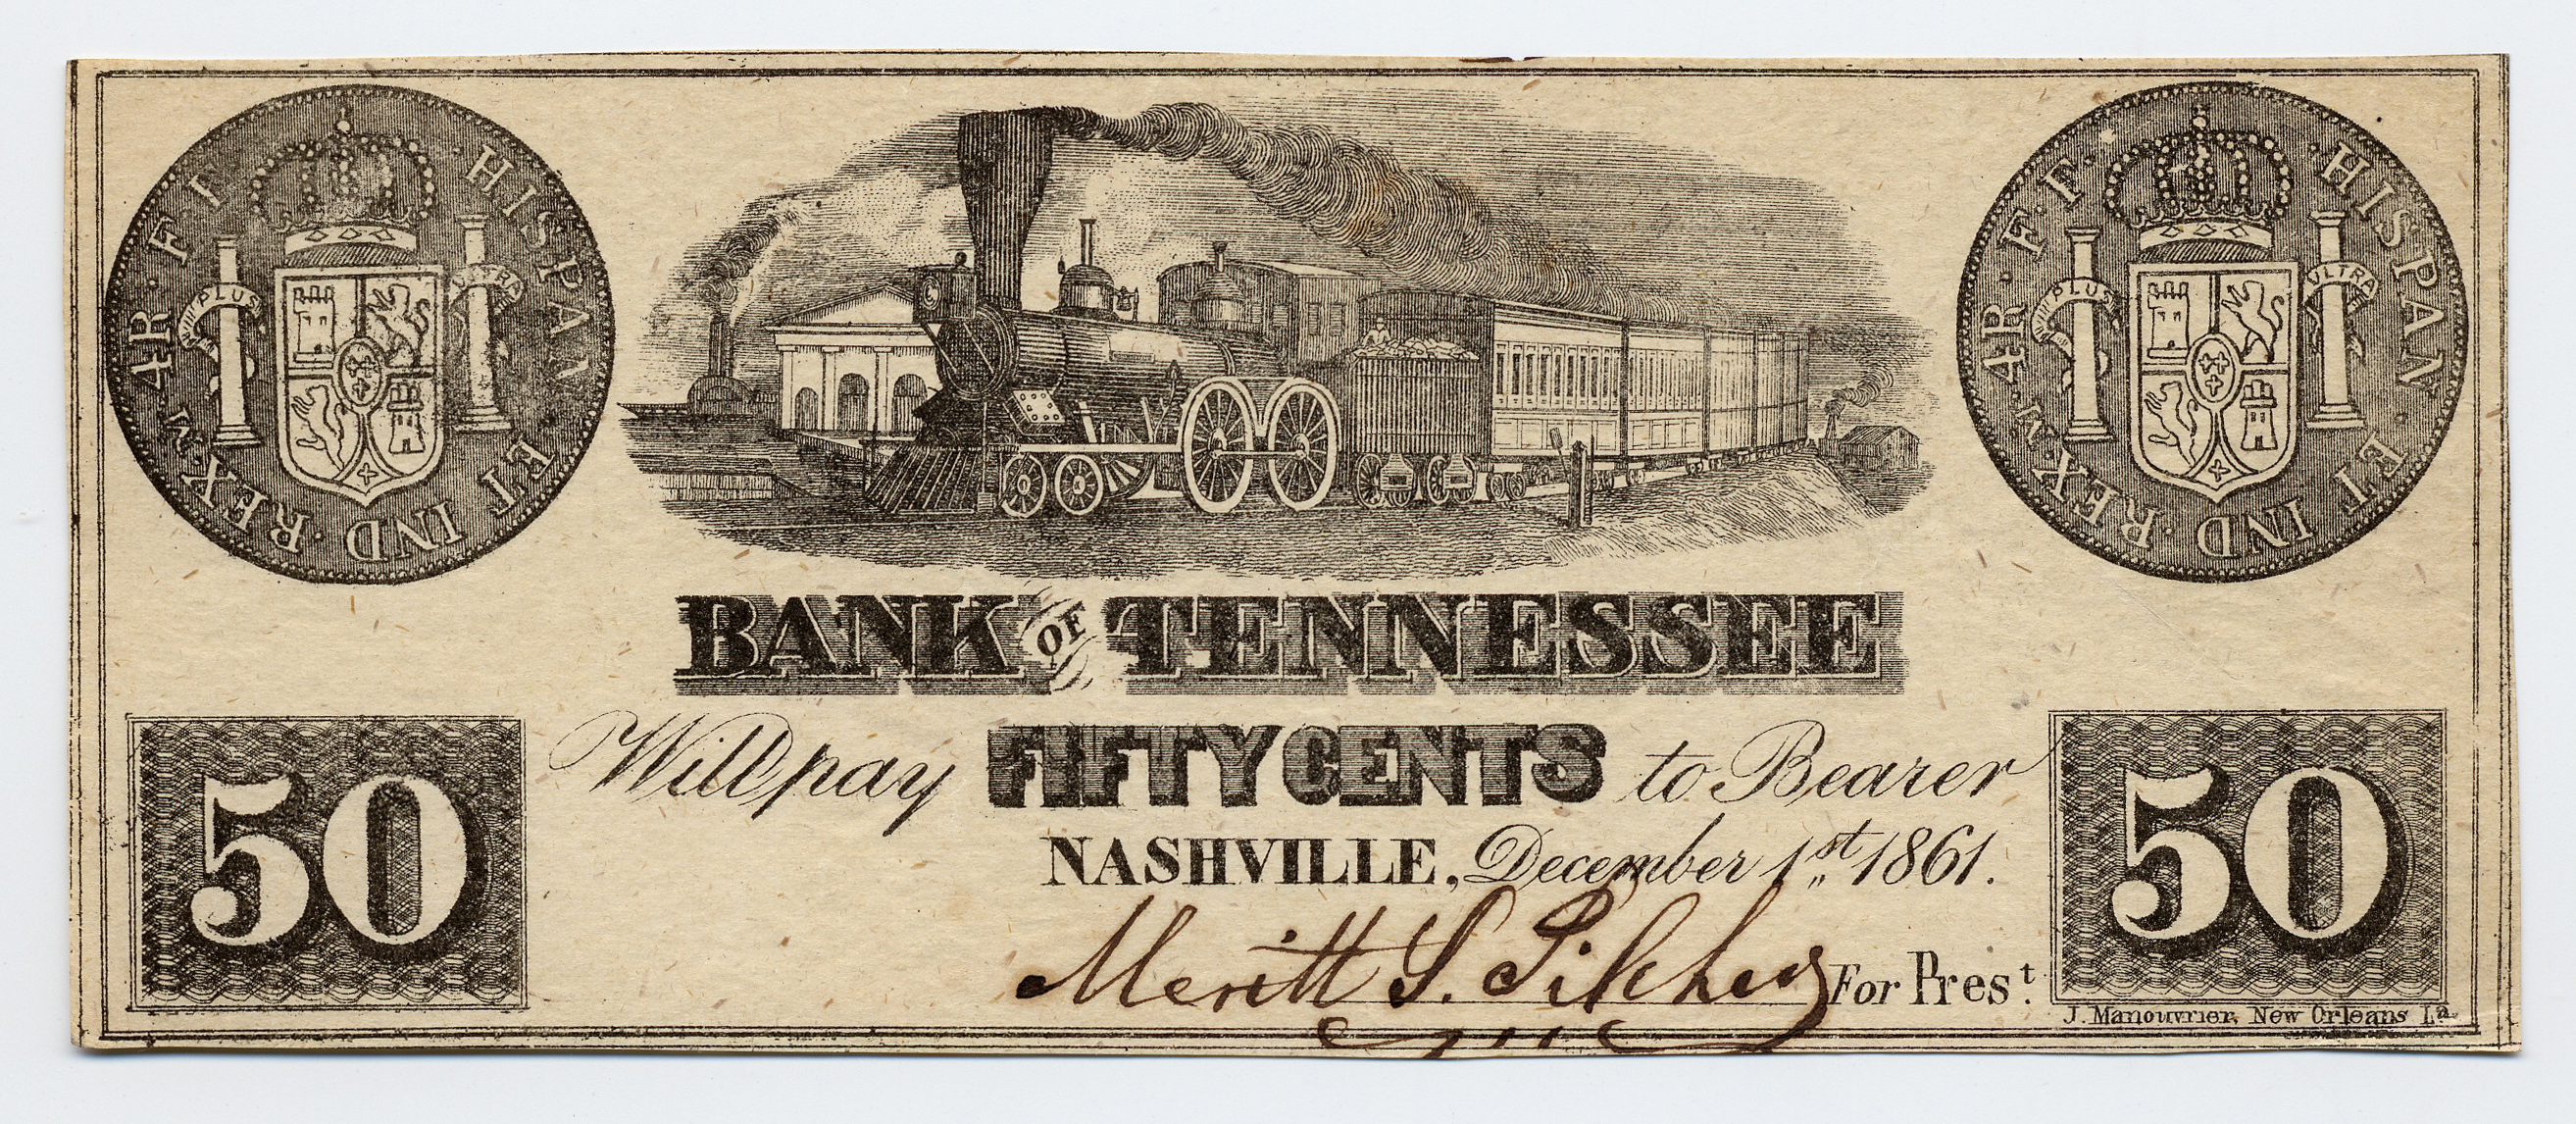 ·HISPAN·ET IND·REX·M·4R·F·F·
PLUS ULTRA
·HISPAN·ET IND·REX·M·4R·F·F·
PLUS ULTRA
BANK OF TENNESSEE
50
Will pay FIFTY CENTS to Bearer
50
NASHVILLE, December 1st 1861.
Meritt S. For Prest.
J. Manouvrier, New Orleans La